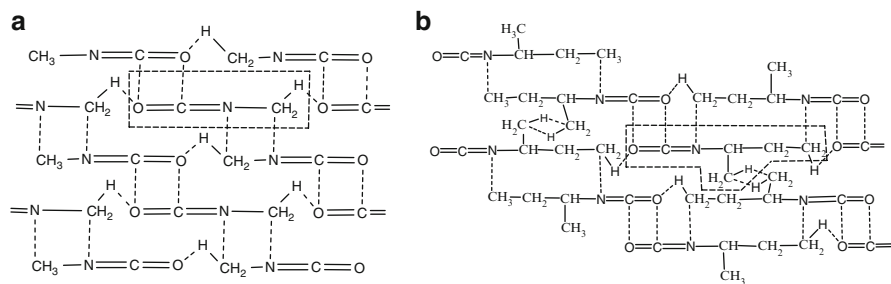 a
H
CH₃—N=C=O CH₂—N=C=O
H H
=N—CH₂ O=C=N—CH₂ O=C=
H
CH₃—N=C=O CH₂—N=C=O
H H
=N—CH₂ O=C=N—CH₂ O=C=
H
CH₃—N=C=O CH₂—N=C=O
b
H₃C
O=C=N—CH—CH₂—CH₃
CH₃
H
CH₃—CH₂—CH—N=C=O CH₂—CH₂—CH—N=C=O
H₂C H CH₂
H
O=C=N—CH—CH₂—CH₂ O=C=N—CH—CH₂—CH₂ O=C=
H H
H₂C H CH₂
H
CH₃—CH₂—CH—N=C=O CH₂—CH₂—CH—N=C=O
H
CH₃
H
O=C=N—CH—CH₂—CH₂ O=C=
CH₃